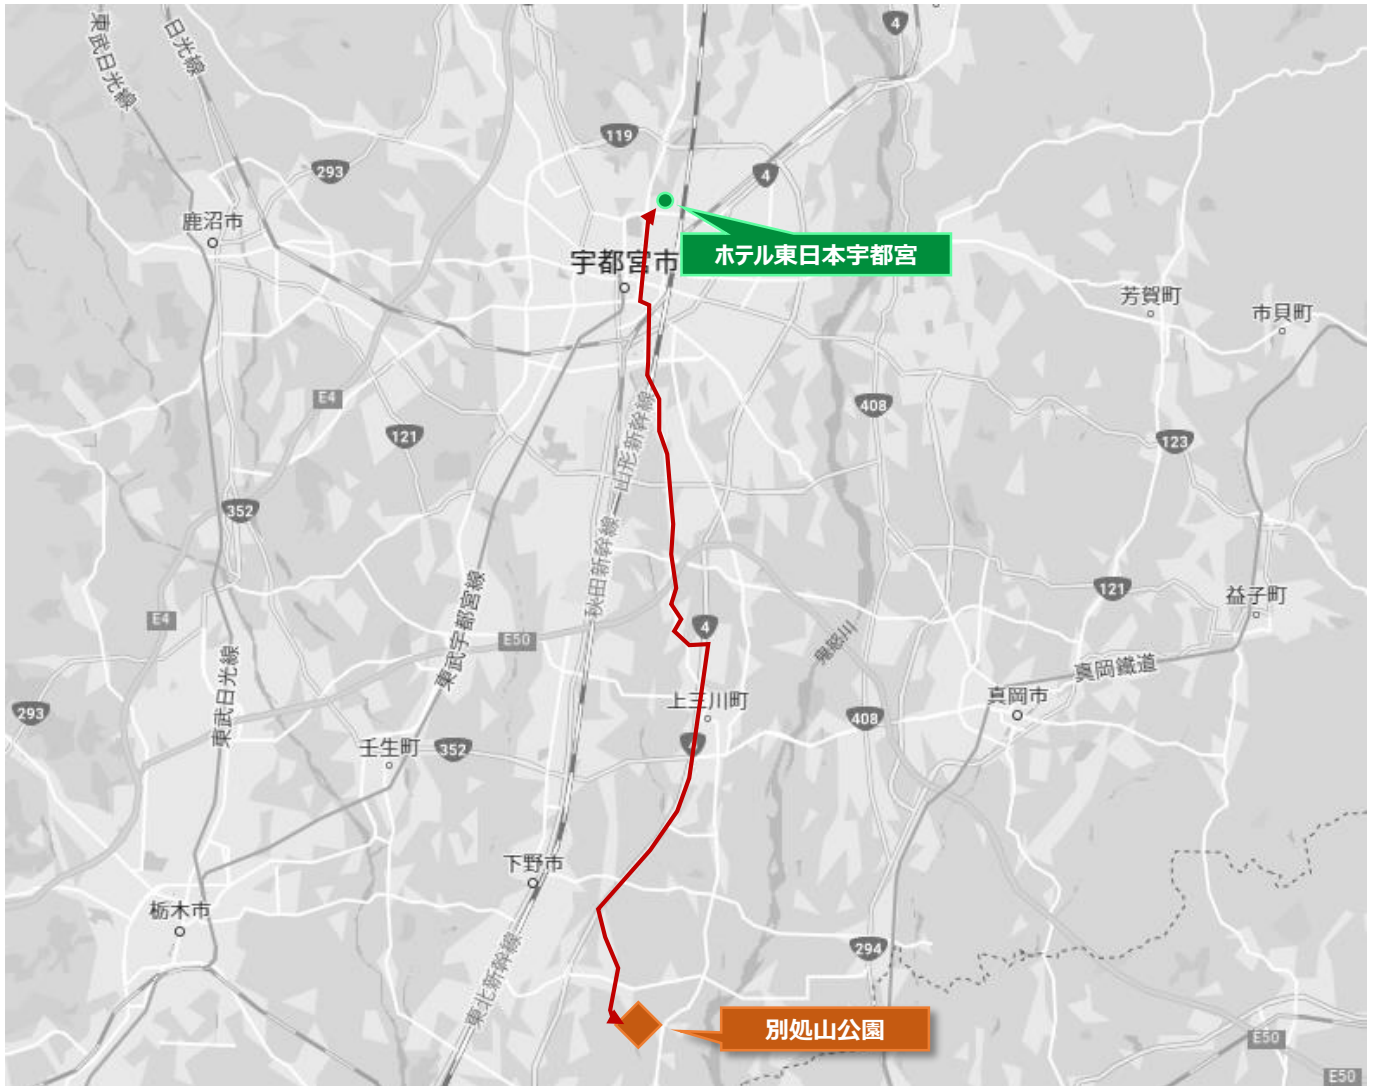 東武日光線
日光線
4
119
293
4
鹿沼市
ホテル東日本宇都宮
宇都宮市
芳賀町
市貝町
E4
408
121
山形新幹線
123
352
秋田新幹線
東武宇都宮線
121
益子町
E4
4
E50
鬼怒川
東武日光線
真岡鐵道
真岡市
上三川町
293
408
壬生町
352
4
下野市
栃木市
東北新幹線
294
別処山公園
E50
E50